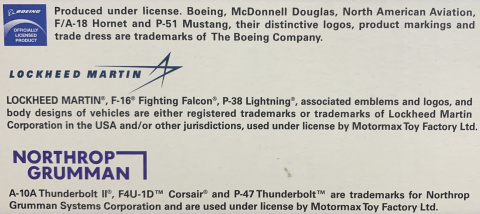 BOEING
OFFICIALLY
LICENSED
PRODUCT
Produced under license. Boeing, McDonnell Douglas, North American Aviation,
F/A-18 Hornet and P-51 Mustang, their distinctive logos, product markings and
trade dress are trademarks of The Boeing Company.
LOCKHEED MARTIN
LOCKHEED MARTIN®, F-16® Fighting Falcon®, P-38 Lightning®, associated emblems and logos, and
body designs of vehicles are either registered trademarks or trademarks of Lockheed Martin
Corporation in the USA and/or other jurisdictions, used under license by Motormax Toy Factory Ltd.
NORTHROP
GRUMMAN
A-10A Thunderbolt II®, F4U-1D™ Corsair® and P-47 Thunderbolt™ are trademarks for Northrop
Grumman Systems Corporation and are used under license by Motormax Toy Factory Ltd.